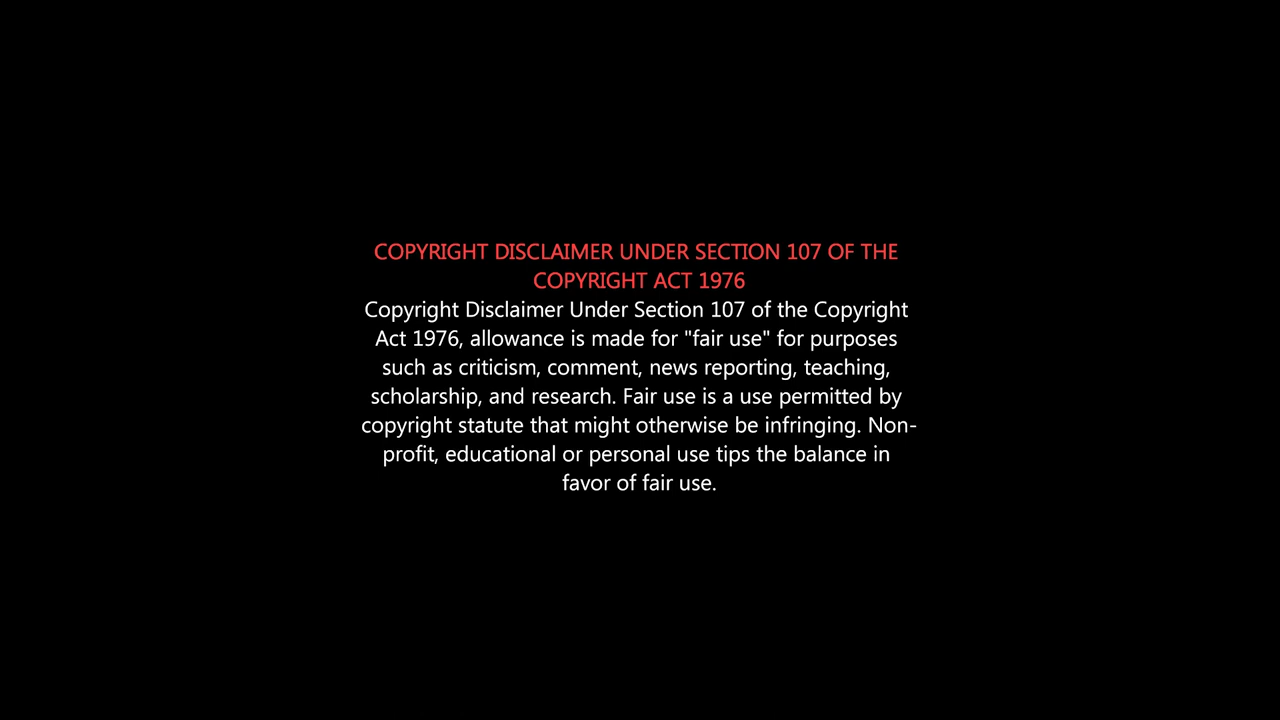 COPYRIGHT DISCLAIMER UNDER SECTION 107 OF THE
COPYRIGHT ACT 1976
Copyright Disclaimer Under Section 107 of the Copyright
Act 1976, allowance is made for "fair use" for purposes
such as criticism, comment, news reporting, teaching,
scholarship, and research. Fair use is a use permitted by
copyright statute that might otherwise be infringing. Non-
profit, educational or personal use tips the balance in
favor of fair use.